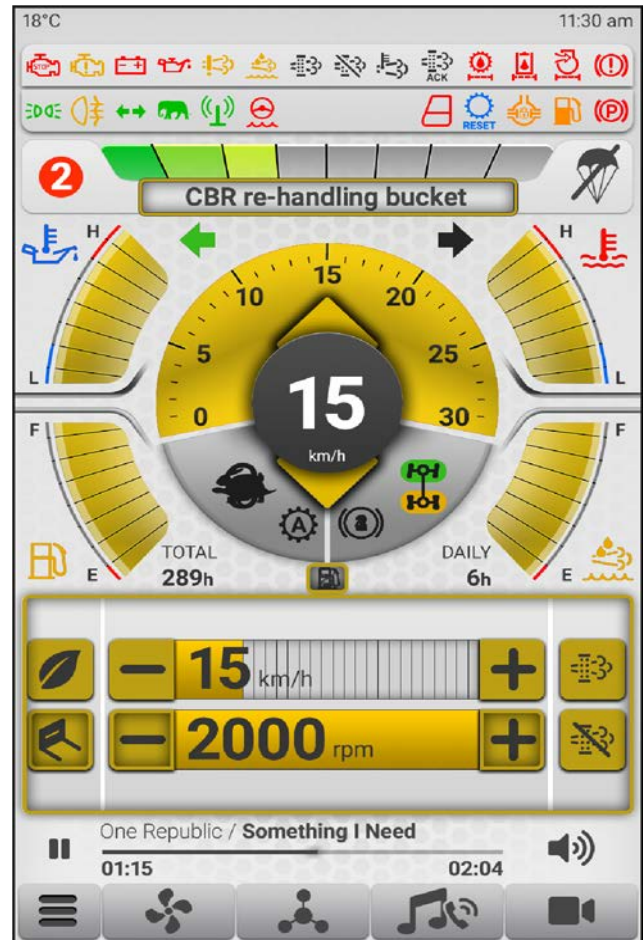 18°C 11:30 am
STOP
ACK
RESET
2
CBR re-handling bucket
H H
15
10 20
5 25
L L
0 30
15
km/h
F F
A 2
TOTAL DAILY
289h 6h
E E
15 km/h
2000 rpm
One Republic / Something I Need
01:15 02:04